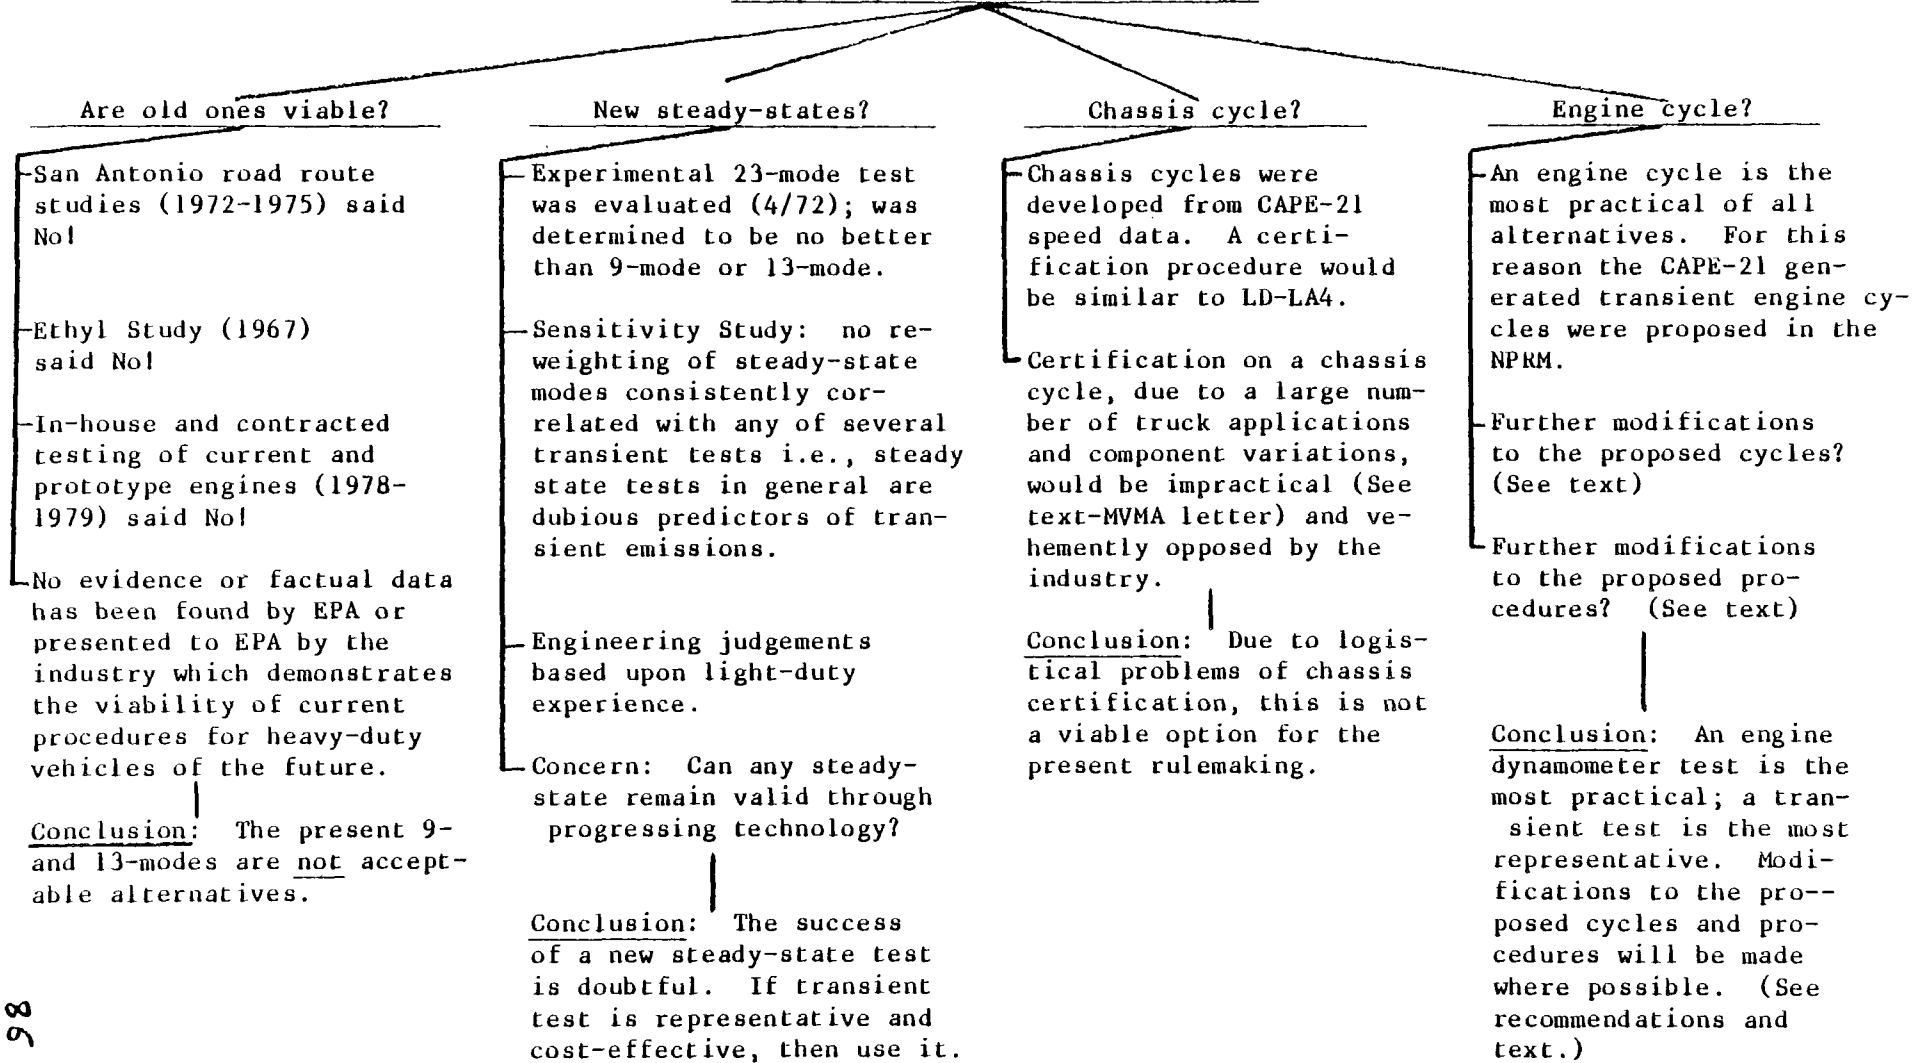 Are old ones viable?
San Antonio road route
studies (1972-1975) said
No!
Ethyl Study (1967)
said No!
In-house and contracted
testing of current and
prototype engines (1978-
1979) said No!
No evidence or factual data
has been found by EPA or
presented to EPA by the
industry which demonstrates
the viability of current
procedures for heavy-duty
vehicles of the future.
Conclusion: The present 9-
and 13-modes are not accept-
able alternatives.
New steady-states?
Experimental 23-mode test
was evaluated (4/72); was
determined to be no better
than 9-mode or 13-mode.
Sensitivity Study: no re-
weighting of steady-state
modes consistently cor-
related with any of several
transient tests i.e., steady
state tests in general are
dubious predictors of tran-
sient emissions.
Engineering judgements
based upon light-duty
experience.
Concern: Can any steady-
state remain valid through
progressing technology?
Conclusion: The success
of a new steady-state test
is doubtful. If transient
test is representative and
cost-effective, then use it.
Chassis cycle?
Chassis cycles were
developed from CAPE-21
speed data. A certi-
fication procedure would
be similar to LD-LA4.
Certification on a chassis
cycle, due to a large num-
ber of truck applications
and component variations,
would be impractical (See
text-MVMA letter) and ve-
hemently opposed by the
industry.
Conclusion: Due to logis-
tical problems of chassis
certification, this is not
a viable option for the
present rulemaking.
Engine cycle?
An engine cycle is the
most practical of all
alternatives. For this
reason the CAPE-21 gen-
erated transient engine cy-
cles were proposed in the
NPRM.
Further modifications
to the proposed cycles?
(See text)
Further modifications
to the proposed pro-
cedures? (See text)
Conclusion: An engine
dynamometer test is the
most practical; a tran-
sient test is the most
representative. Modi-
fications to the pro--
posed cycles and pro-
cedures will be made
where possible. (See
recommendations and
text.)
98